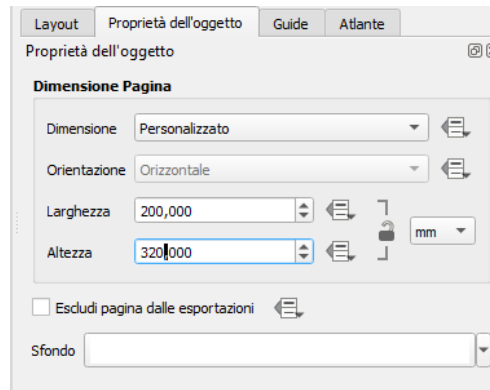 Layout Proprietà dell'oggetto Guide Atlante
Proprietà dell'oggetto
Dimensione Pagina
Dimensione Personalizzato
Orientazione Orizzontale
Larghezza 200,000
mm
Altezza 320,000
Escludi pagina dalle esportazioni
Sfondo